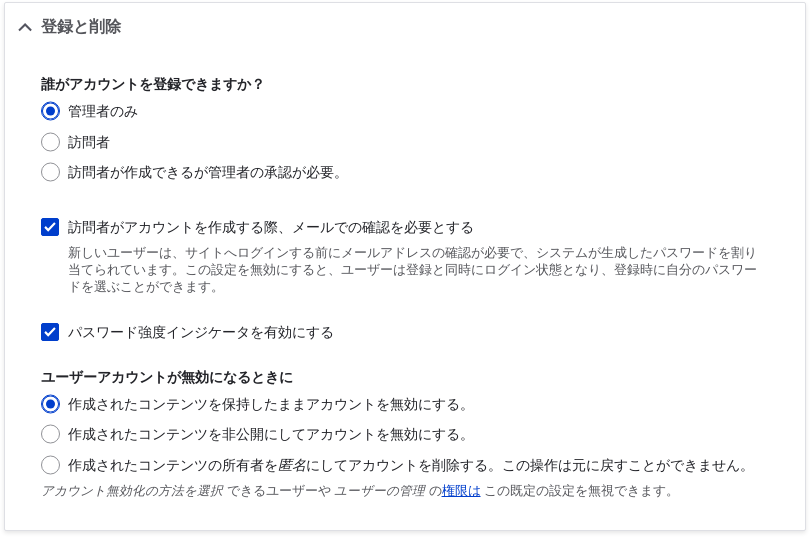 登録と削除
誰がアカウントを登録できますか？
管理者のみ
訪問者
訪問者が作成できるが管理者の承認が必要。
訪問者がアカウントを作成する際、メールでの確認を必要とする
新しいユーザーは、サイトへログインする前にメールアドレスの確認が必要で、システムが生成したパスワードを割り
当てられています。この設定を無効にすると、ユーザーは登録と同時にログイン状態となり、登録時に自分のパスワー
ドを選ぶことができます。
パスワード強度インジケータを有効にする
ユーザーアカウントが無効になるときに
作成されたコンテンツを保持したままアカウントを無効にする。
作成されたコンテンツを非公開にしてアカウントを無効にする。
作成されたコンテンツの所有者を匿名にしてアカウントを削除する。この操作は元に戻すことができません。
アカウント無効化の方法を選択 できるユーザーや ユーザーの管理 の権限は この既定の設定を無視できます。